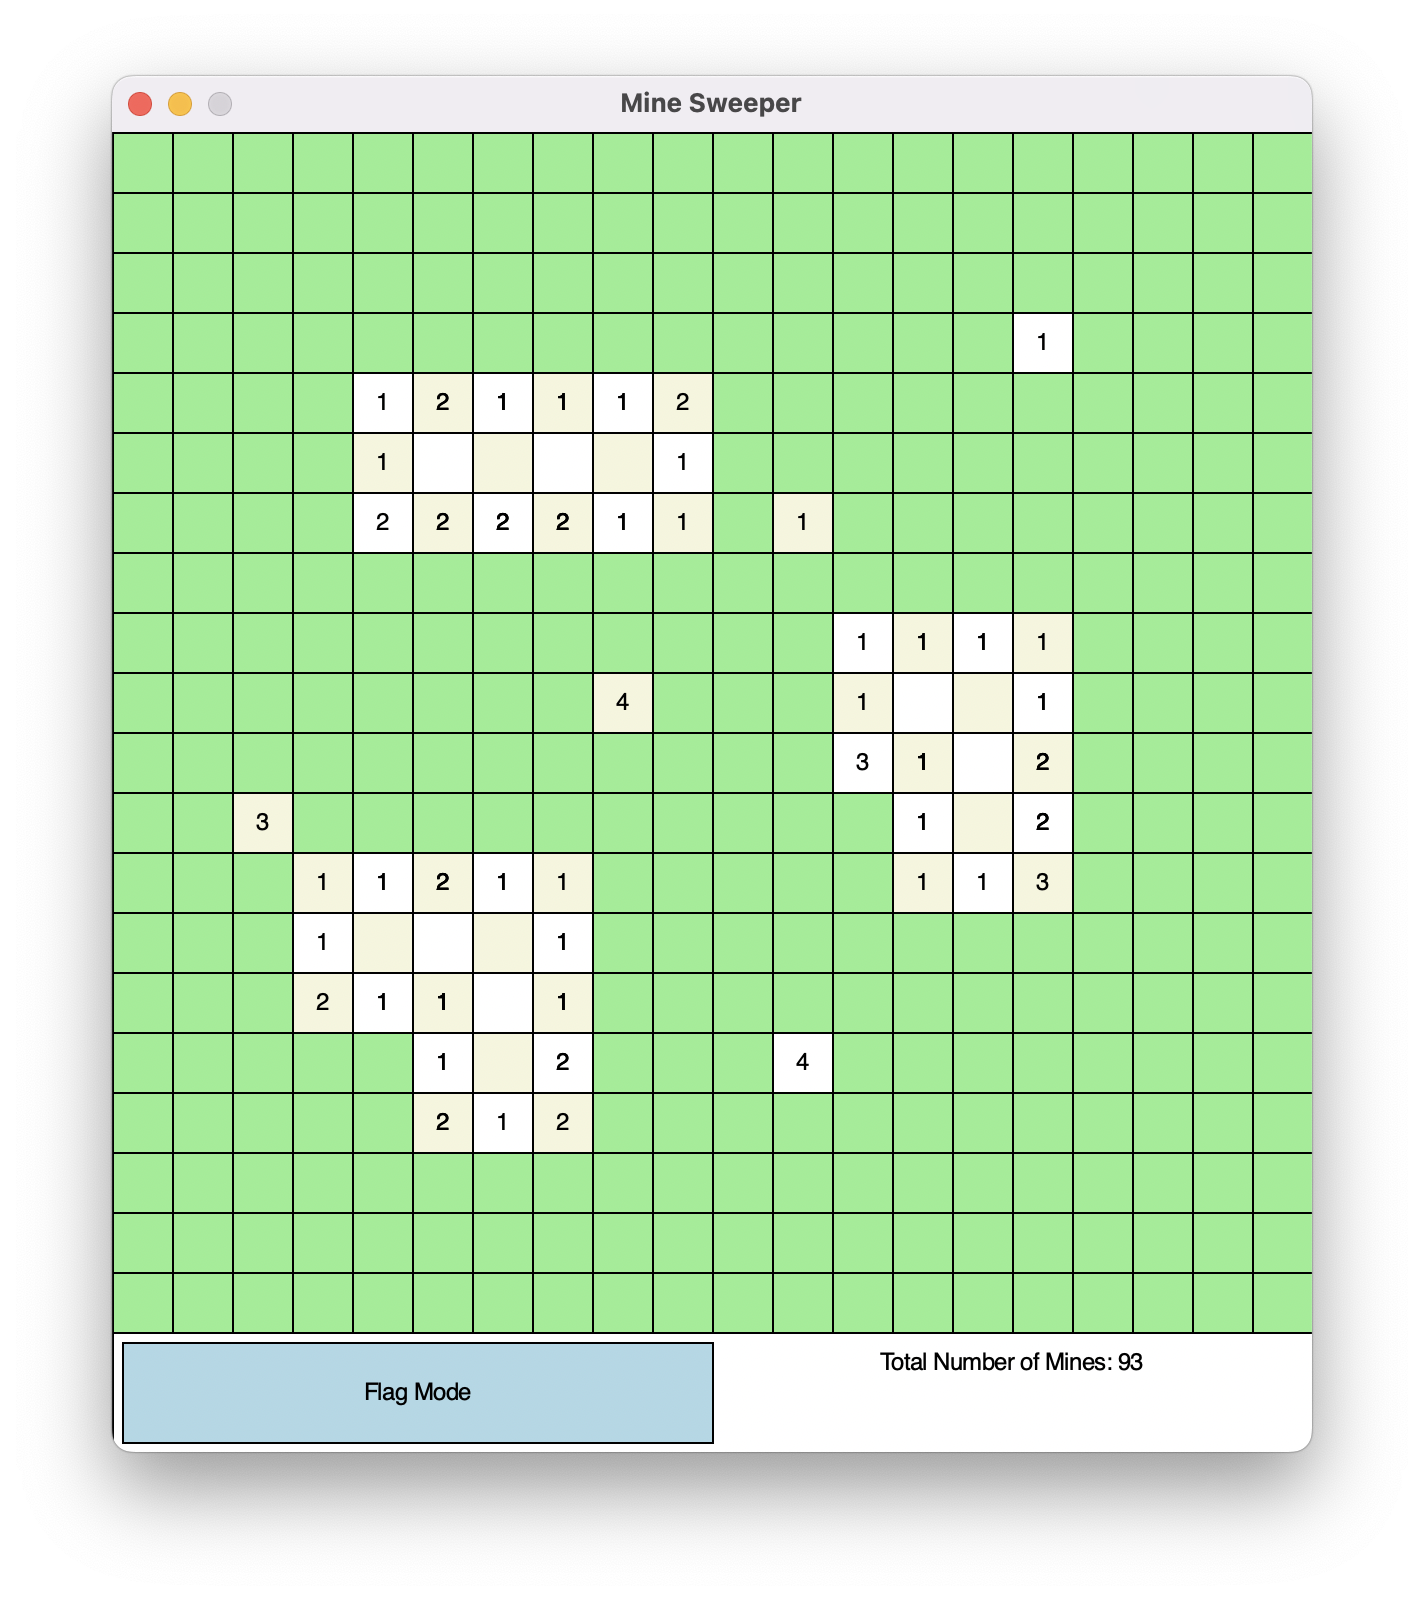 Mine Sweeper
1
1 2 1 1 1 2
1 1
2 2 2 2 1 1 1
1 1 1 1
4 1 1
3 1 2
3 1 2
1 1 2 1 1 1 1 3
1 1
2 1 1 1
1 2 4
2 1 2
Total Number of Mines: 93
Flag Mode